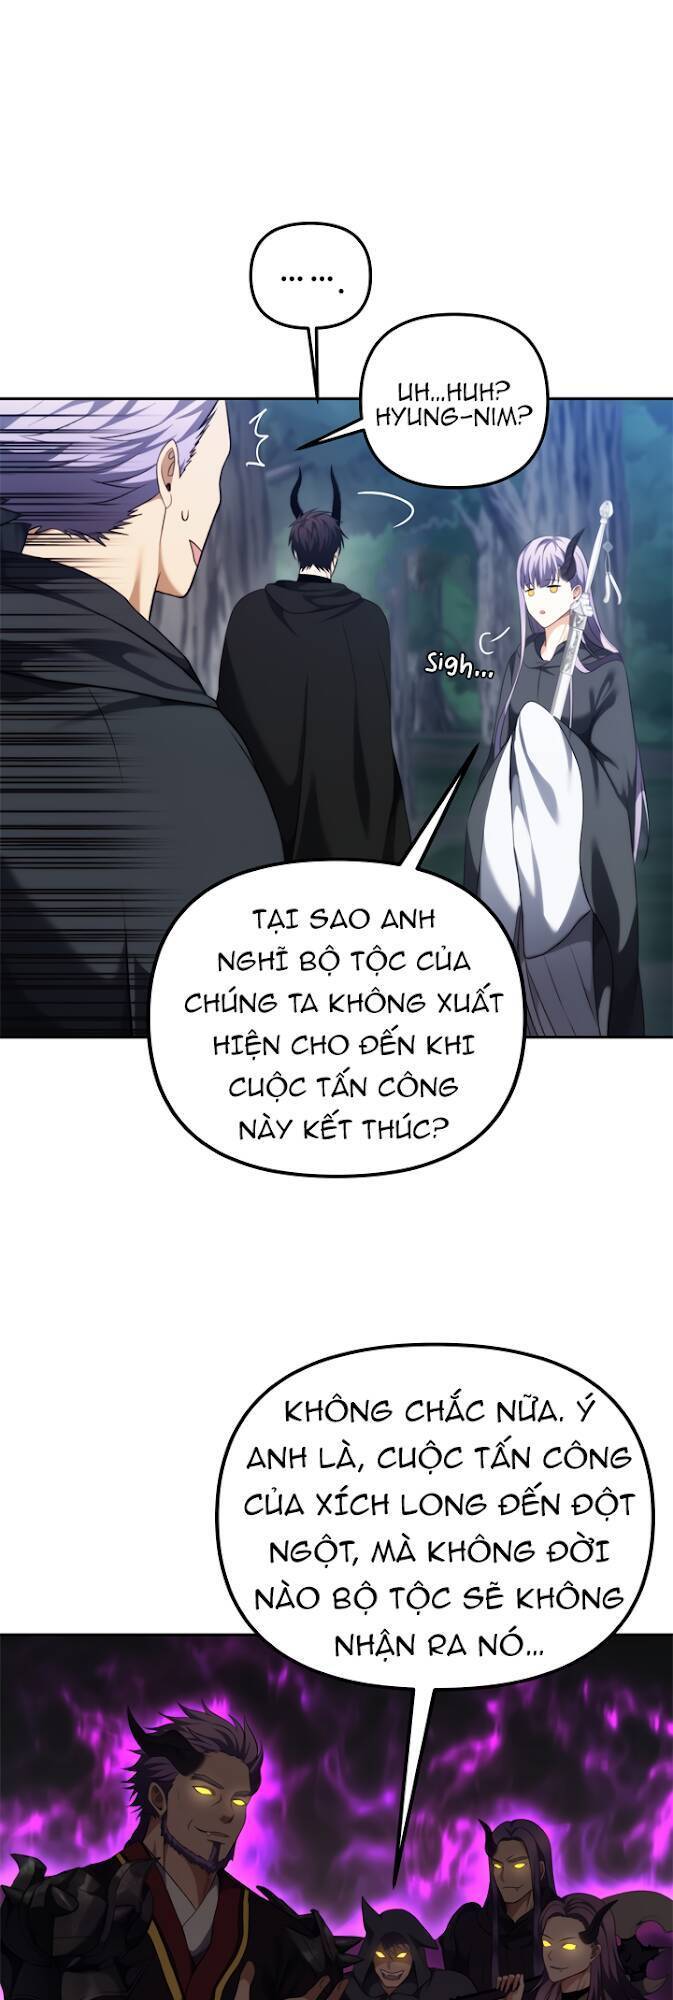 ... ....
UH...HUH?
HYUNG-NIM?
Sigh...
TẠI SAO ANH
NGHĨ BỘ TỘC CỦA
CHÚNG TA KHÔNG XUẤT
HIỆN CHO ĐẾN KHI
CUỘC TẤN CÔNG
NÀY KẾT THÚC?
KHÔNG CHẮC NỮA. Ý
ANH LÀ, CUỘC TẤN CÔNG
CỦA XÍCH LONG ĐẾN ĐỘT
NGỘT, MÀ KHÔNG ĐỜI
NÀO BỘ TỘC SẼ KHÔNG
NHẬN RA NÓ...